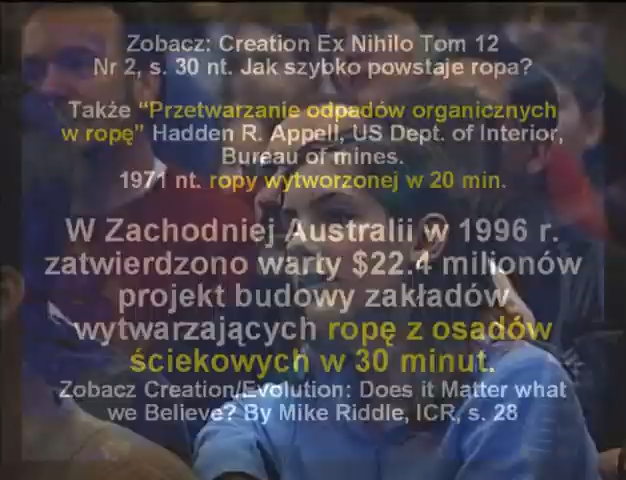 Zobacz: Creation Ex Nihilo Tom 12
Nr 2, s. 30 nt. Jak szybko powstaje ropa?
Także “Przetwarzanie odpadów organicznych
w ropę” Hadden R. Appell, US Dept. of Interior,
Bureau of mines.
1971 nt. ropy wytworzonej w 20 min.
W Zachodniej Australii w 1996 r.
zatwierdzono warty $22.4 milionów
projekt budowy zakładów
wytwarzających ropę z osadów
ściekowych w 30 minut.
Zobacz Creation/Evolution: Does it Matter what
we Believe? By Mike Riddle, ICR, s. 28